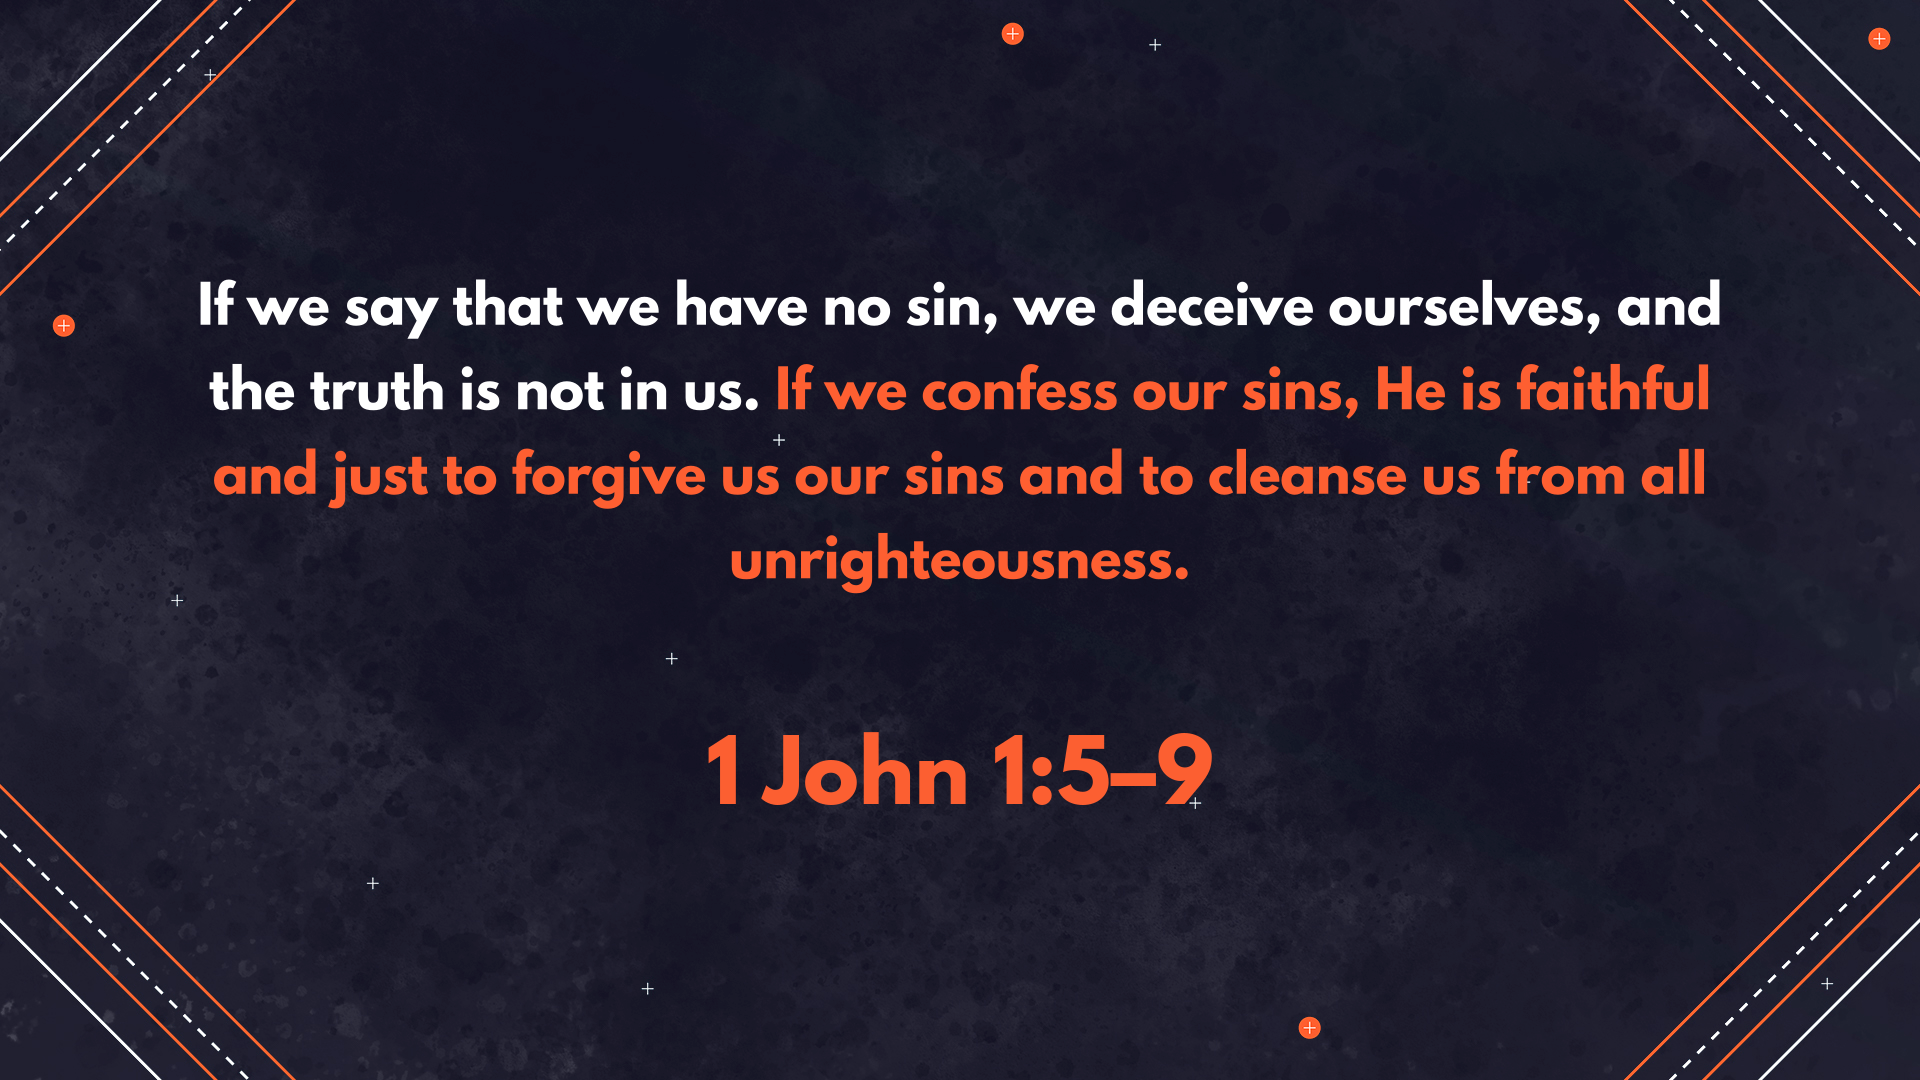 If we say that we have no sin, we deceive ourselves, and
the truth is not in us. If we confess our sins, He is faithful
and just to forgive us our sins and to cleanse us from all
unrighteousness.
1 John 1:5–9